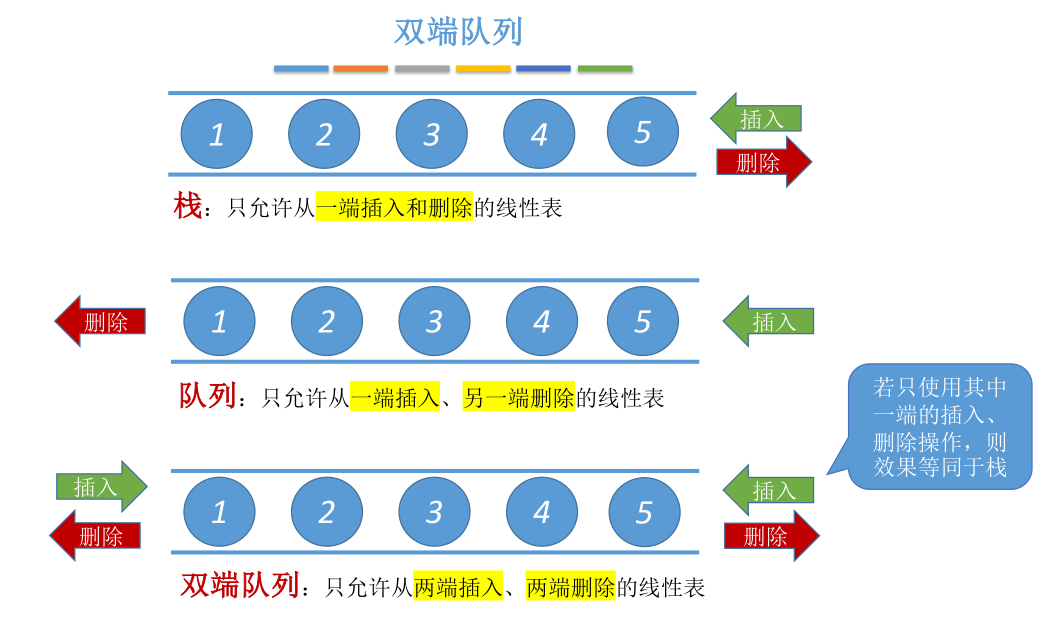 双端队列
1 2 3 4 5
插入
删除
栈：只允许从一端插入和删除的线性表
删除
1 2 3 4 5
插入
队列：只允许从一端插入、另一端删除的线性表
若只使用其中
一端的插入、
删除操作，则
效果等同于栈
插入
删除
1 2 3 4 5
插入
删除
双端队列：只允许从两端插入、两端删除的线性表